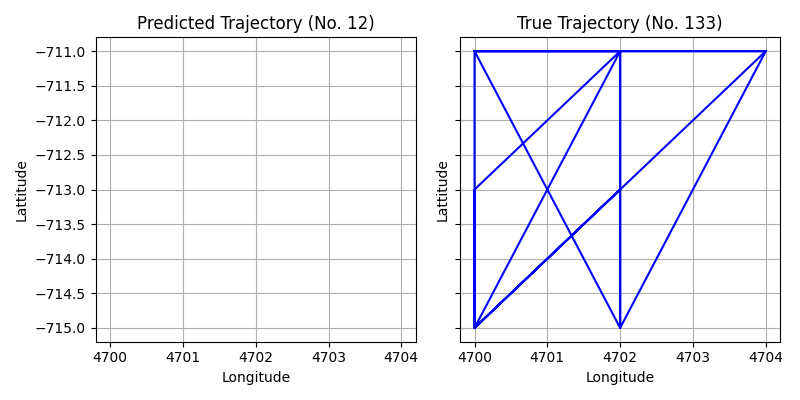 Predicted Trajectory (No. 12)
True Trajectory (No. 133)
−711.0
−711.5
−712.0
−712.5
−713.0
−713.5
−714.0
−714.5
−715.0
Lattitude
Lattitude
4700 4701 4702 4703 4704
4700 4701 4702 4703 4704
Longitude
Longitude